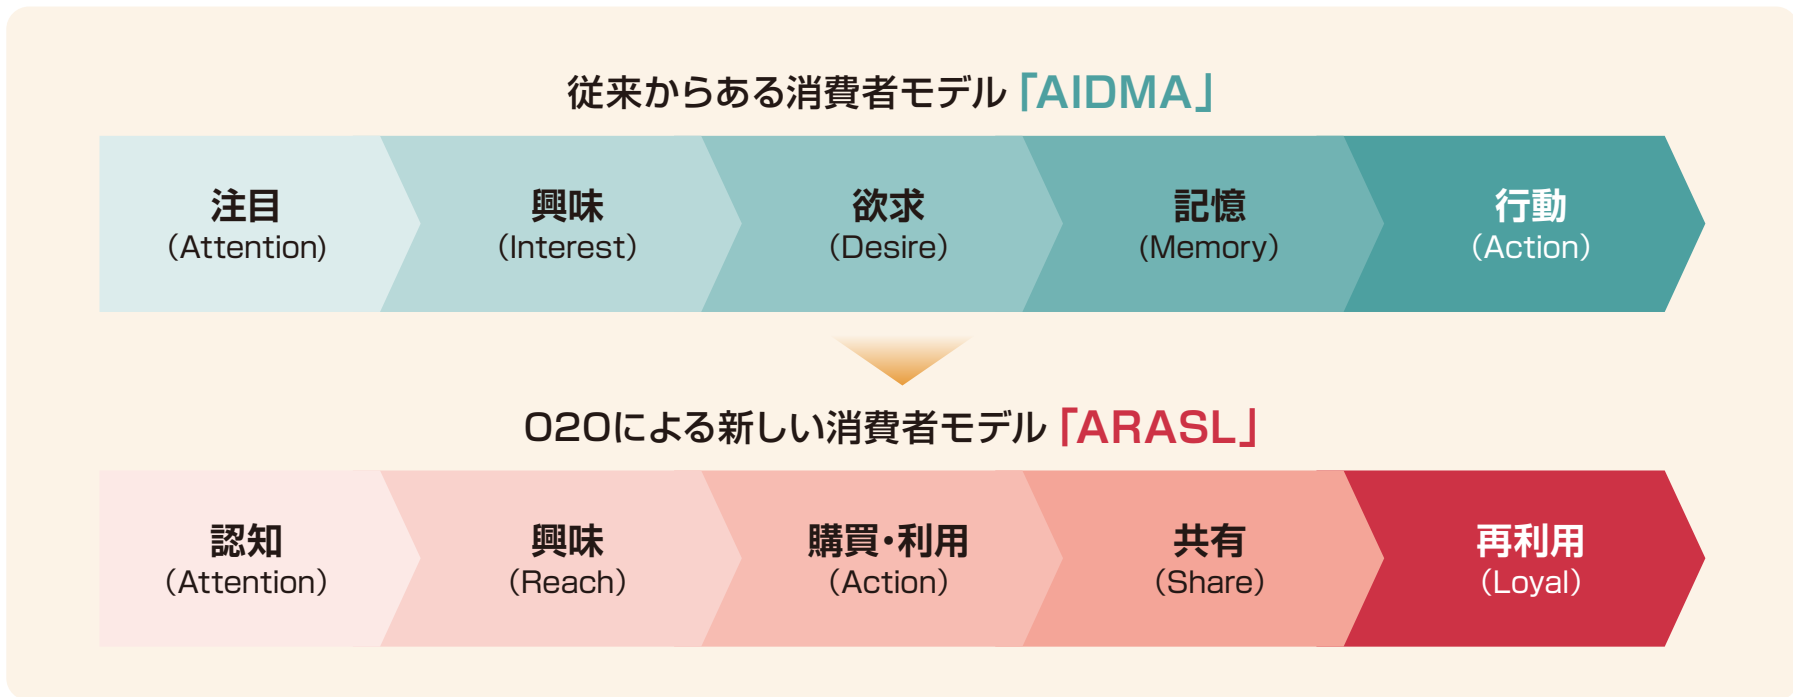 従来からある消費者モデル「AIDMA」
注目
(Attention)
興味
(Interest)
欲求
(Desire)
記憶
(Memory)
行動
(Action)
O2Oによる新しい消費者モデル「ARASL」
認知
(Attention)
興味
(Reach)
購買・利用
(Action)
共有
(Share)
再利用
(Loyal)